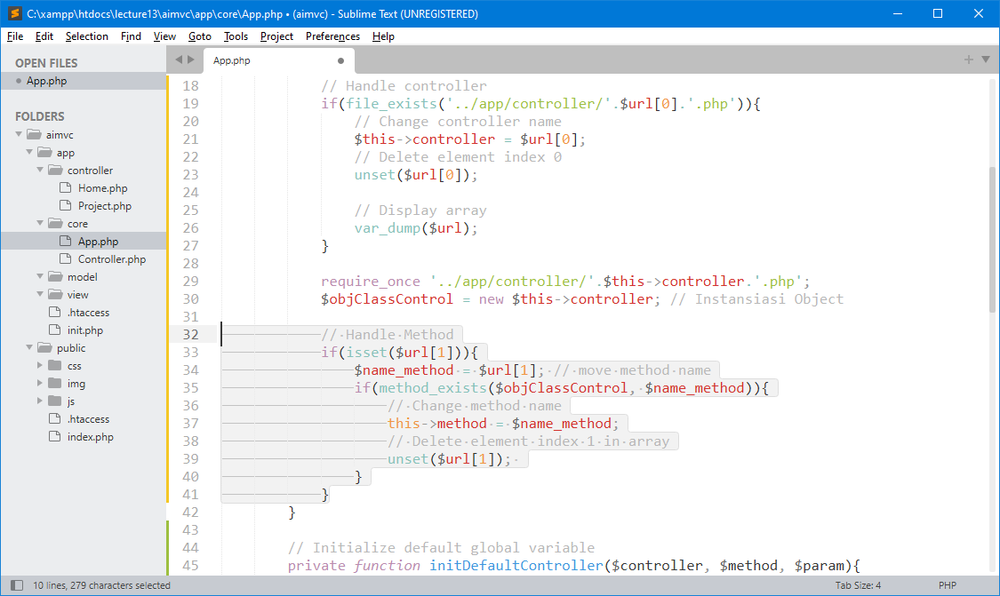 C:\xampp\htdocs\lecture13\aimvc\app\core\App.php • (aimvc) - Sublime Text (UNREGISTERED)
File Edit Selection Find View Goto Tools Project Preferences Help
OPEN FILES
App.php
FOLDERS
aimvc
app
controller
Home.php
Project.php
core
App.php
Controller.php
model
view
.htaccess
init.php
public
css
img
js
.htaccess
index.php
App.php
18 // Handle controller
19 if(file_exists('../app/controller/'.$url[0].'.php')){
20 // Change controller name
21 $this->controller = $url[0];
22 // Delete element index 0
23 unset($url[0]);
24
25 // Display array
26 var_dump($url);
27 }
28
29 require_once '../app/controller/'.$this->controller.'.php';
30 $objClassControl = new $this->controller; // Instansiasi Object
31
32 // Handle Method
33 if(isset($url[1])){
34 $name_method = $url[1]; // move method name
35 if(method_exists($objClassControl, $name_method)){
36 // Change method name
37 this->method = $name_method;
38 // Delete element index 1 in array
39 unset($url[1]);
40 }
41 }
42 }
43
44 // Initialize default global variable
45 private function initDefaultController($controller, $method, $param){
10 lines, 279 characters selected
Tab Size: 4
PHP